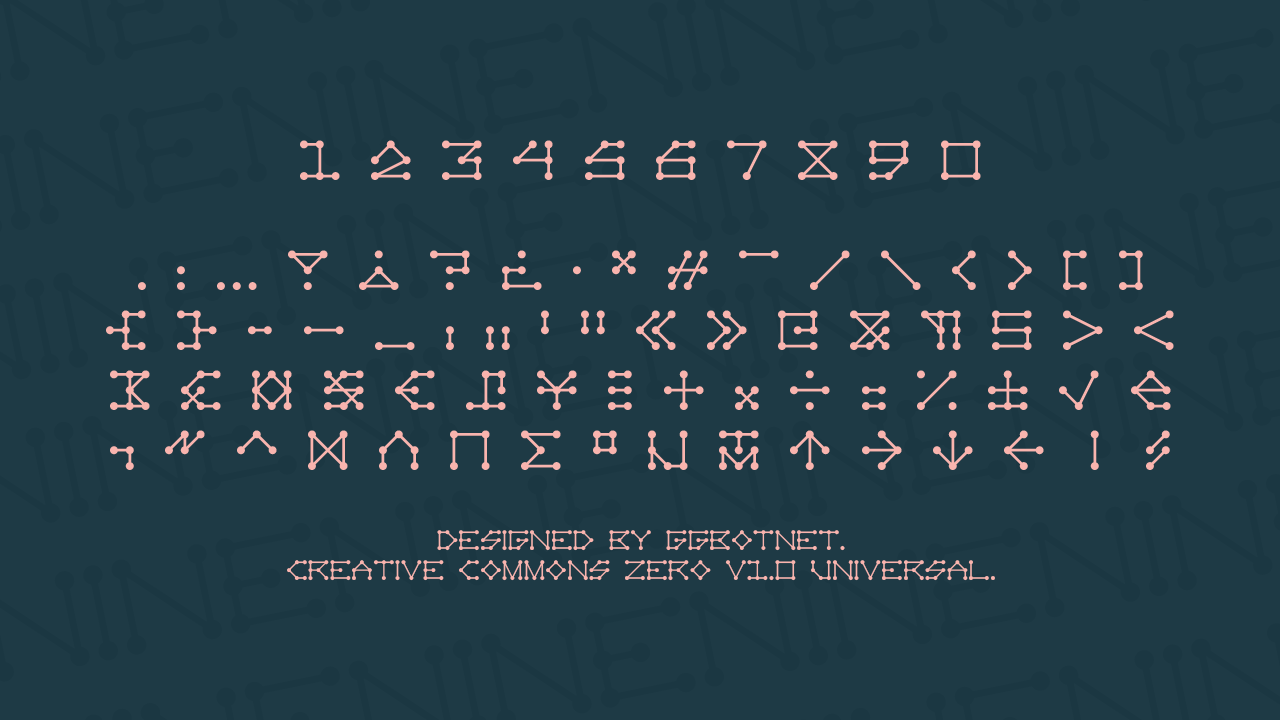 1 2 3 4 5 6 7 8 9 0
. : … ! ¡ ? ¿ · * # ¯ / \ ( ) [ ]
{ } - – _ ‚ „ ' " « » @ & ¶ § > <
¢ $ € ¥ + × ÷ = % ± √
¬ ^ ∏ ∑ ° µ ↑ → ↓ ← |
DESIGNED BY GGBOTNET.
CREATIVE COMMONS ZERO V1.0 UNIVERSAL.